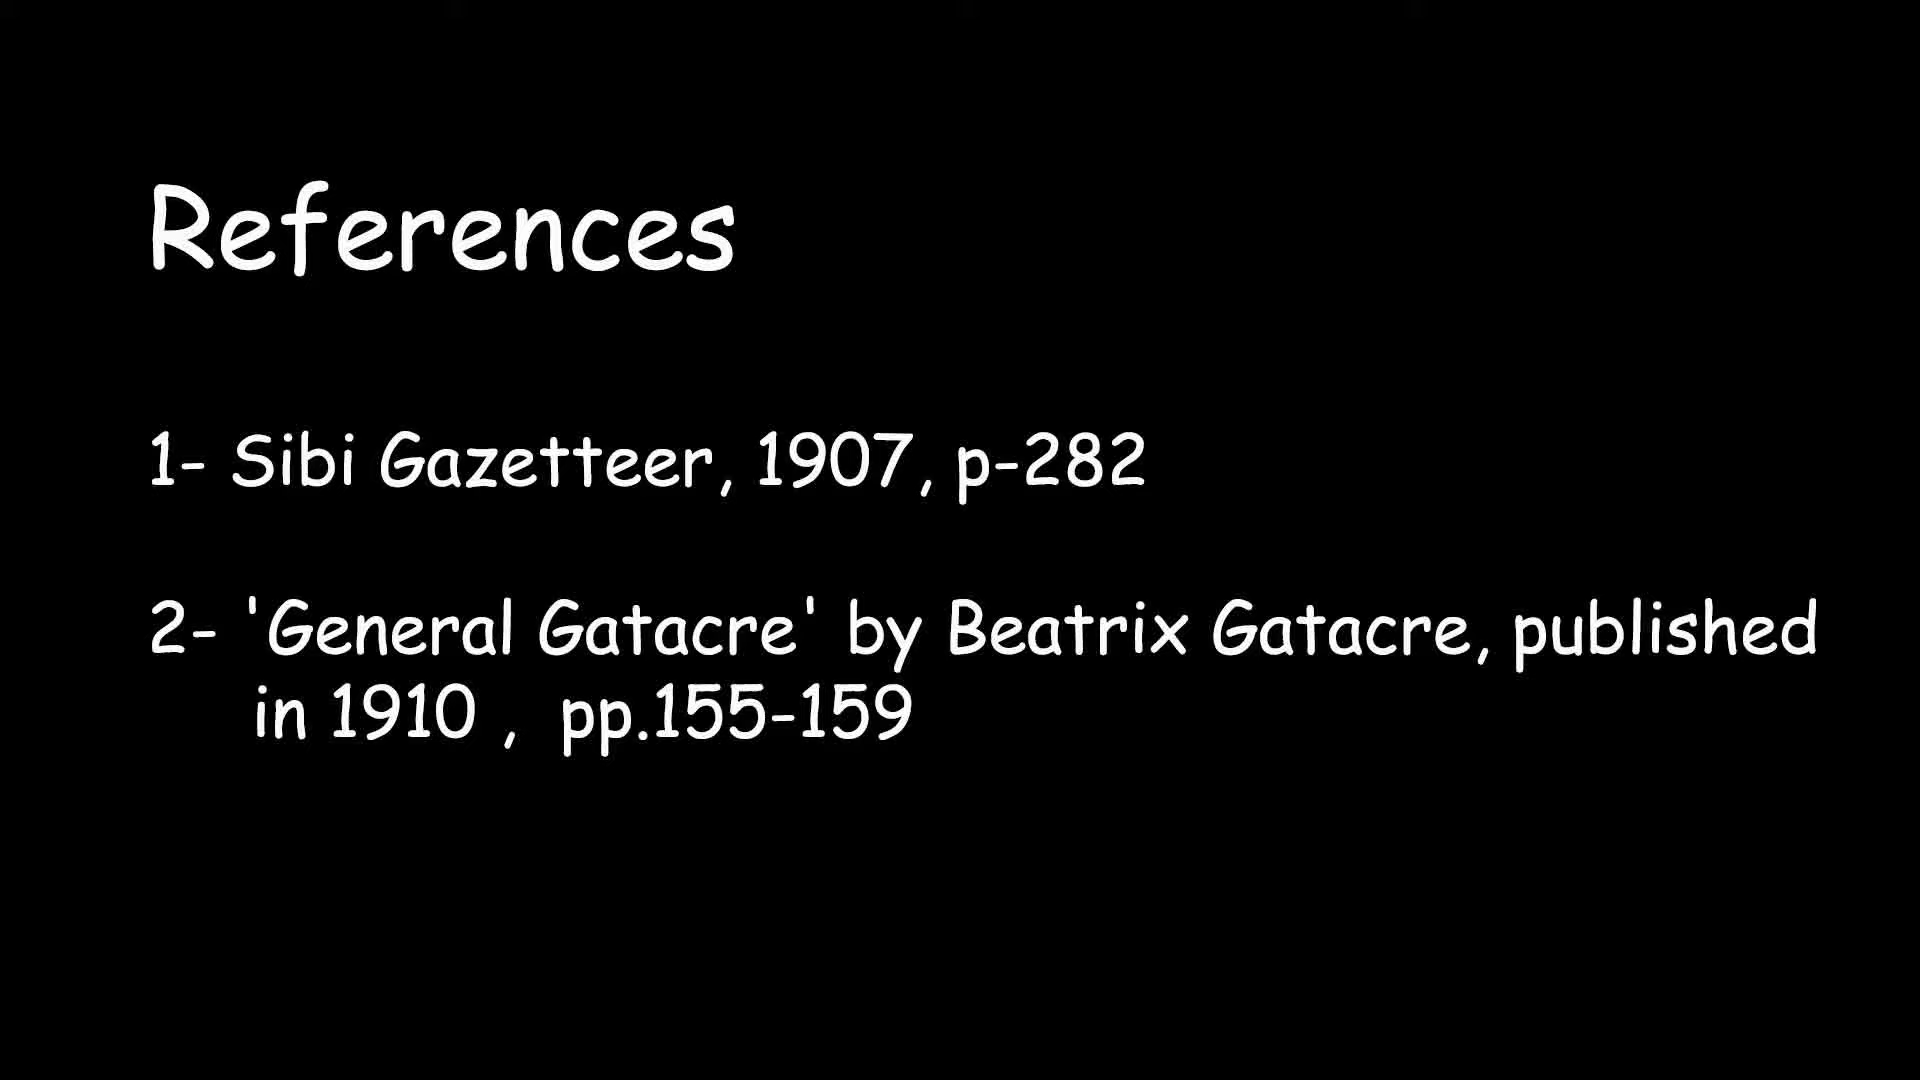 References
1- Sibi Gazetteer, 1907, p-282
2- 'General Gatacre' by Beatrix Gatacre, published
in 1910 ,  pp.155-159